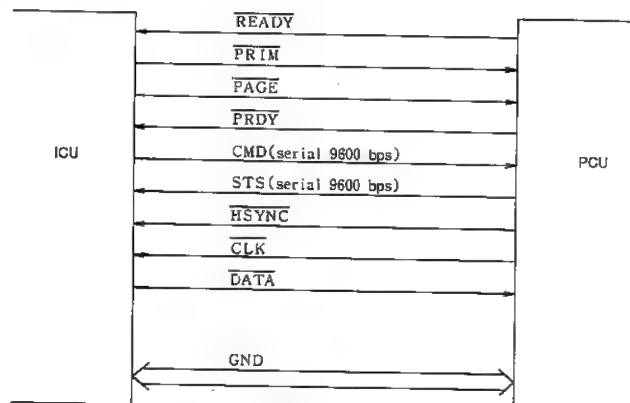 READY
PRIM
PAGE
PRDY
ICU
CMD(serial 9600 bps)
PCU
STS(serial 9600 bps)
HSYNC
CLK
DATA
GND